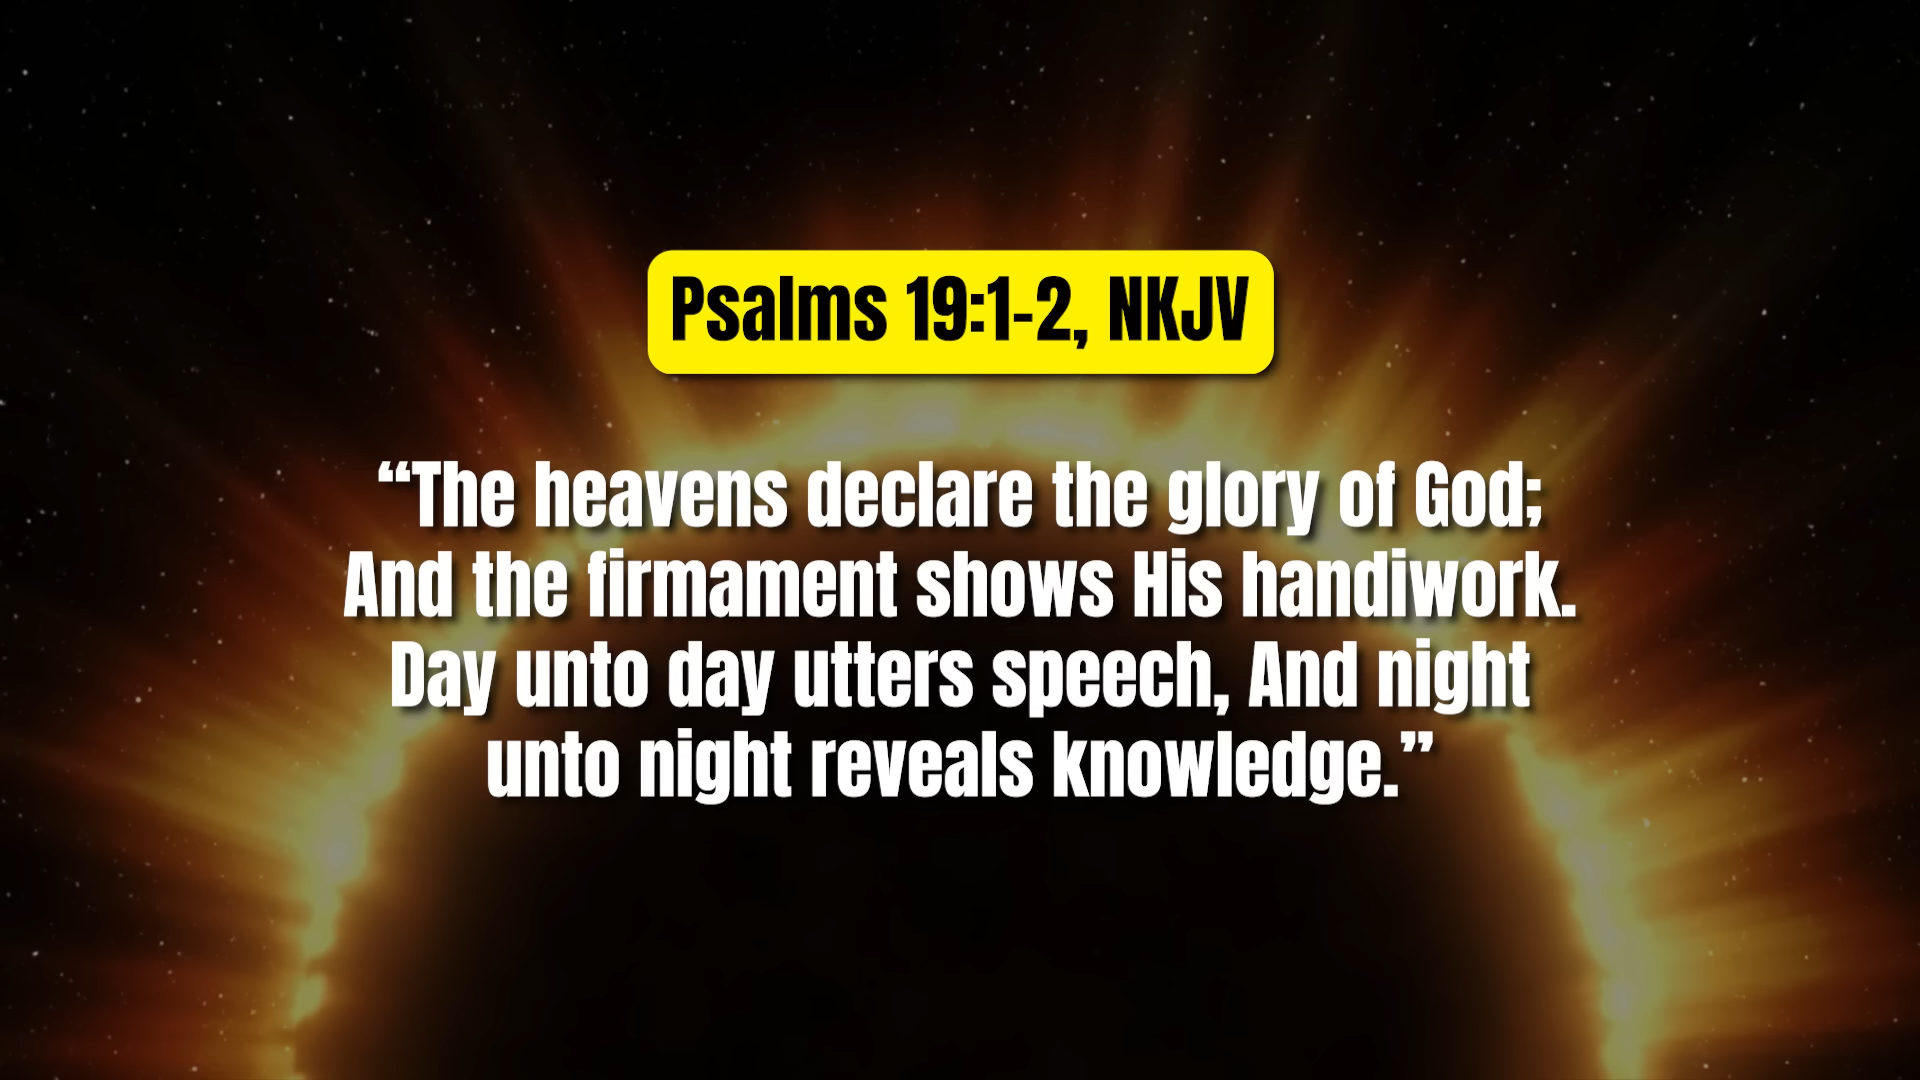 Psalms 19:1-2, NKJV
“The heavens declare the glory of God;
And the firmament shows His handiwork.
Day unto day utters speech, And night
unto night reveals knowledge.”